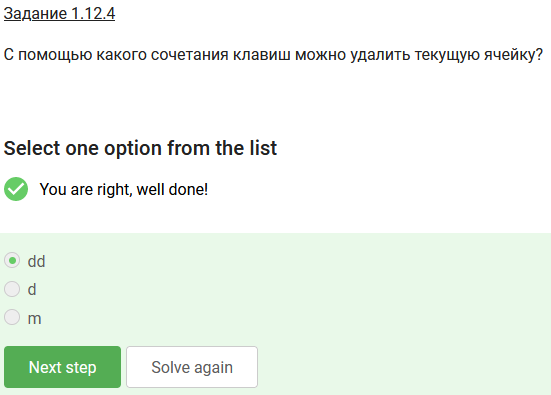 Задание 1.12.4
С помощью какого сочетания клавиш можно удалить текущую ячейку?
Select one option from the list
You are right, well done!
dd
d
m
Next step
Solve again